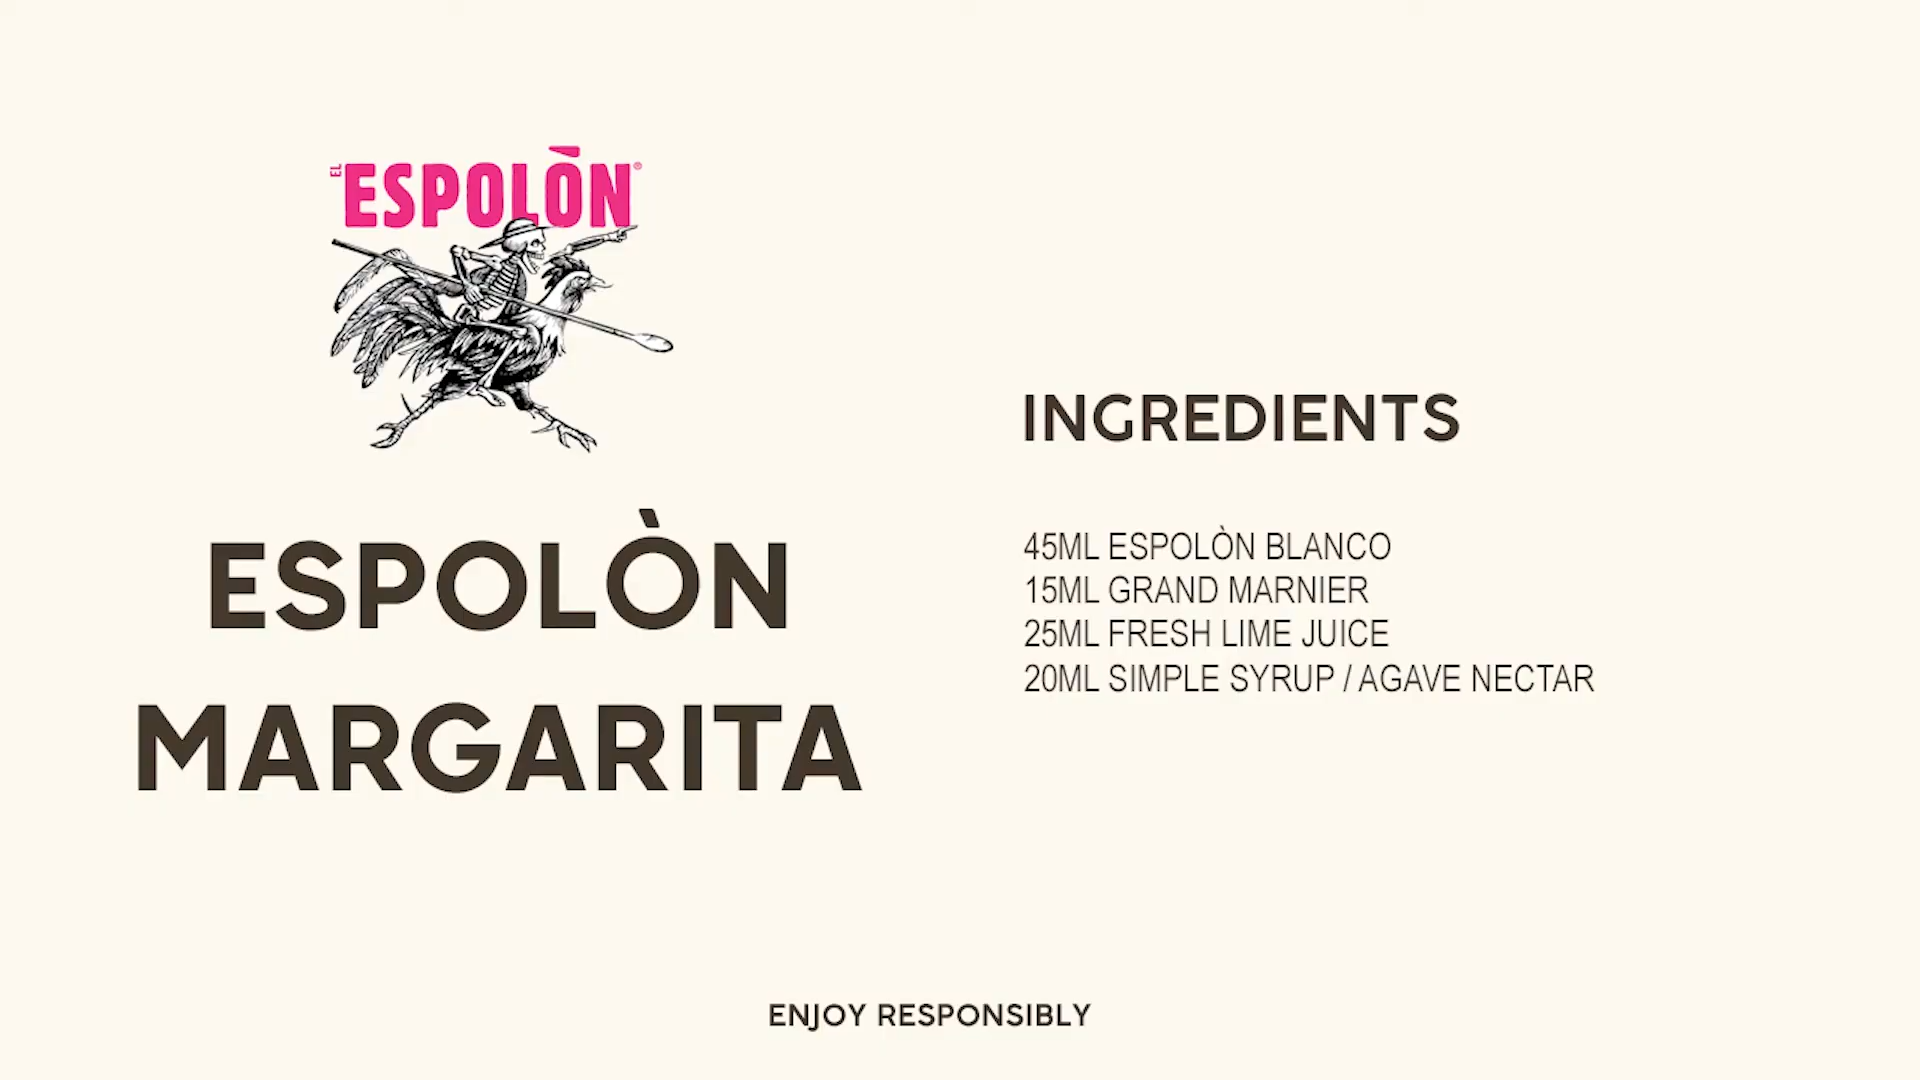 EL ESPOLÒN®
ESPOLÒN
MARGARITA
INGREDIENTS
45ML ESPOLÒN BLANCO
15ML GRAND MARNIER
25ML FRESH LIME JUICE
20ML SIMPLE SYRUP / AGAVE NECTAR
ENJOY RESPONSIBLY